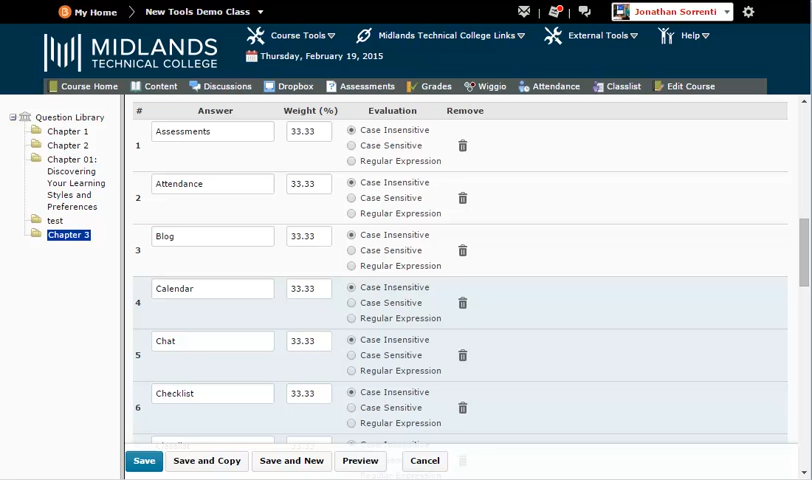 My Home
New Tools Demo Class
Jonathan Sorrenti
MIDLANDS
TECHNICAL COLLEGE
Course Tools
Midlands Technical College Links
External Tools
Help
Thursday, February 19, 2015
Course Home
Content
Discussions
Dropbox
Assessments
Grades
Wiggio
Attendance
Classlist
Edit Course
Question Library
Chapter 1
Chapter 2
Chapter 01:
Discovering
Your Learning
Styles and
Preferences
test
Chapter 3
# Answer Weight (%) Evaluation Remove
1 Assessments 33.33
Case Insensitive
Case Sensitive
Regular Expression
2 Attendance 33.33
Case Insensitive
Case Sensitive
Regular Expression
3 Blog 33.33
Case Insensitive
Case Sensitive
Regular Expression
4 Calendar 33.33
Case Insensitive
Case Sensitive
Regular Expression
5 Chat 33.33
Case Insensitive
Case Sensitive
Regular Expression
6 Checklist 33.33
Case Insensitive
Case Sensitive
Regular Expression
Save
Save and Copy
Save and New
Preview
Cancel